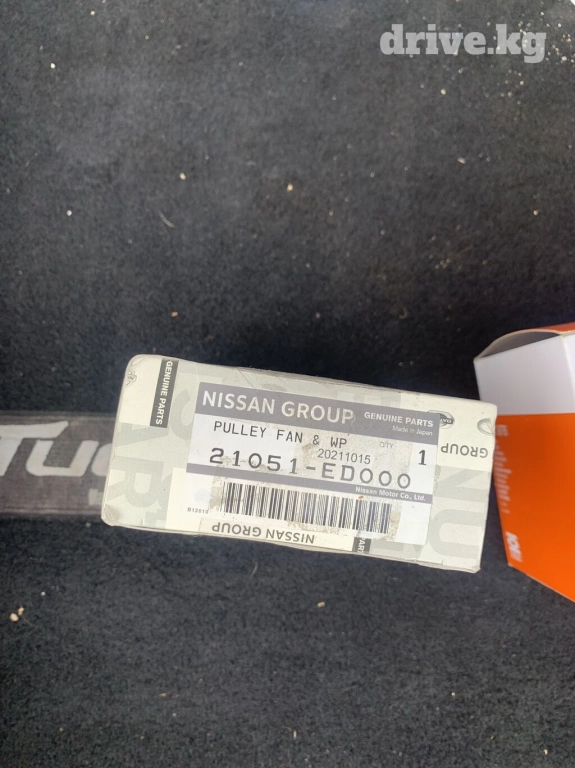 drive.kg
GENUINE PARTS
NISSAN GROUP
GENUINE PARTS
Made in Japan
PULLEY FAN & WP
QTY
1
20211015
21051-ED000
Nissan Motor Co., Ltd.
NISSAN GROUP
GROUP